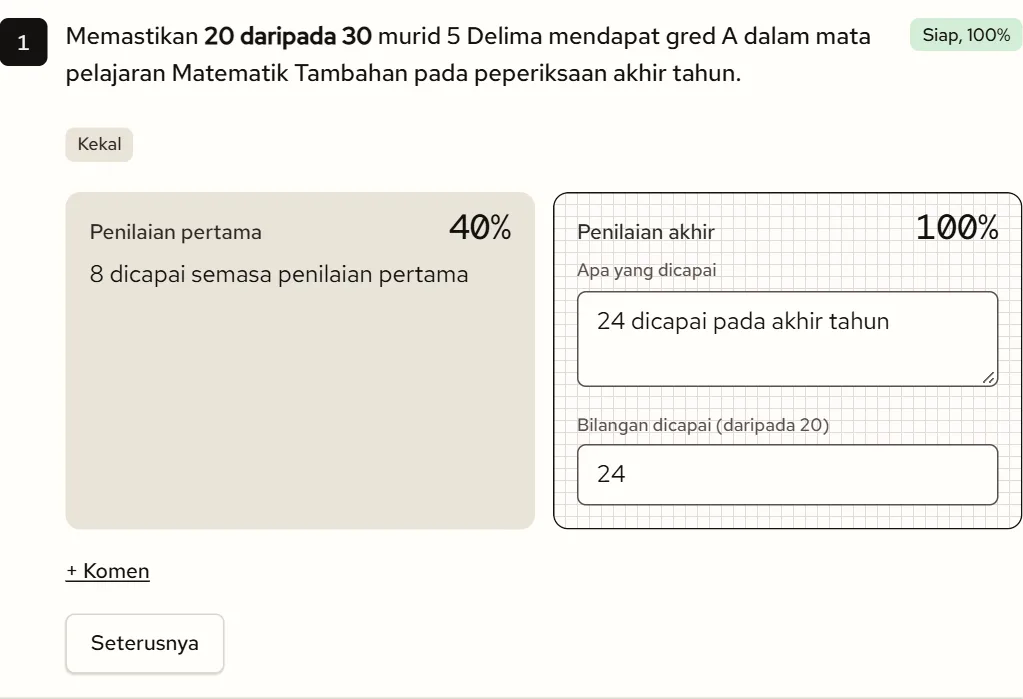 1
Memastikan 20 daripada 30 murid 5 Delima mendapat gred A dalam mata
pelajaran Matematik Tambahan pada peperiksaan akhir tahun.
Siap, 100%
Kekal
Penilaian pertama
40%
8 dicapai semasa penilaian pertama
Penilaian akhir
100%
Apa yang dicapai
24 dicapai pada akhir tahun
Bilangan dicapai (daripada 20)
24
+ Komen
Seterusnya